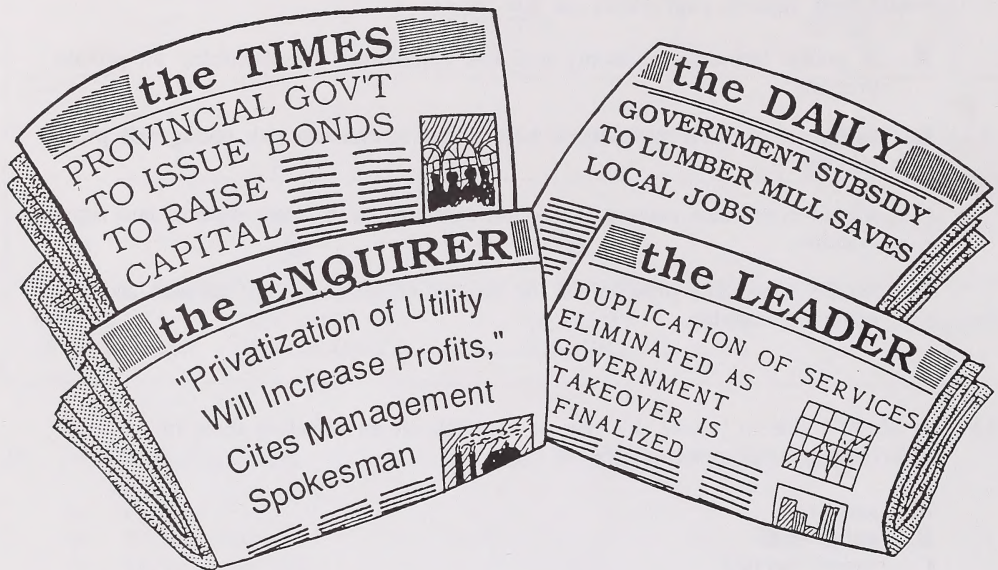 the TIMES
PROVINCIAL GOV'T
TO ISSUE BONDS
TO RAISE
CAPITAL
the DAILY
GOVERNMENT SUBSIDY
TO LUMBER MILL SAVES
LOCAL JOBS
the ENQUIRER
"Privatization of Utility
Will Increase Profits,"
Cites Management
Spokesman
the LEADER
DUPLICATION OF SERVICES
ELIMINATED AS
GOVERNMENT
TAKEOVER IS
FINALIZED